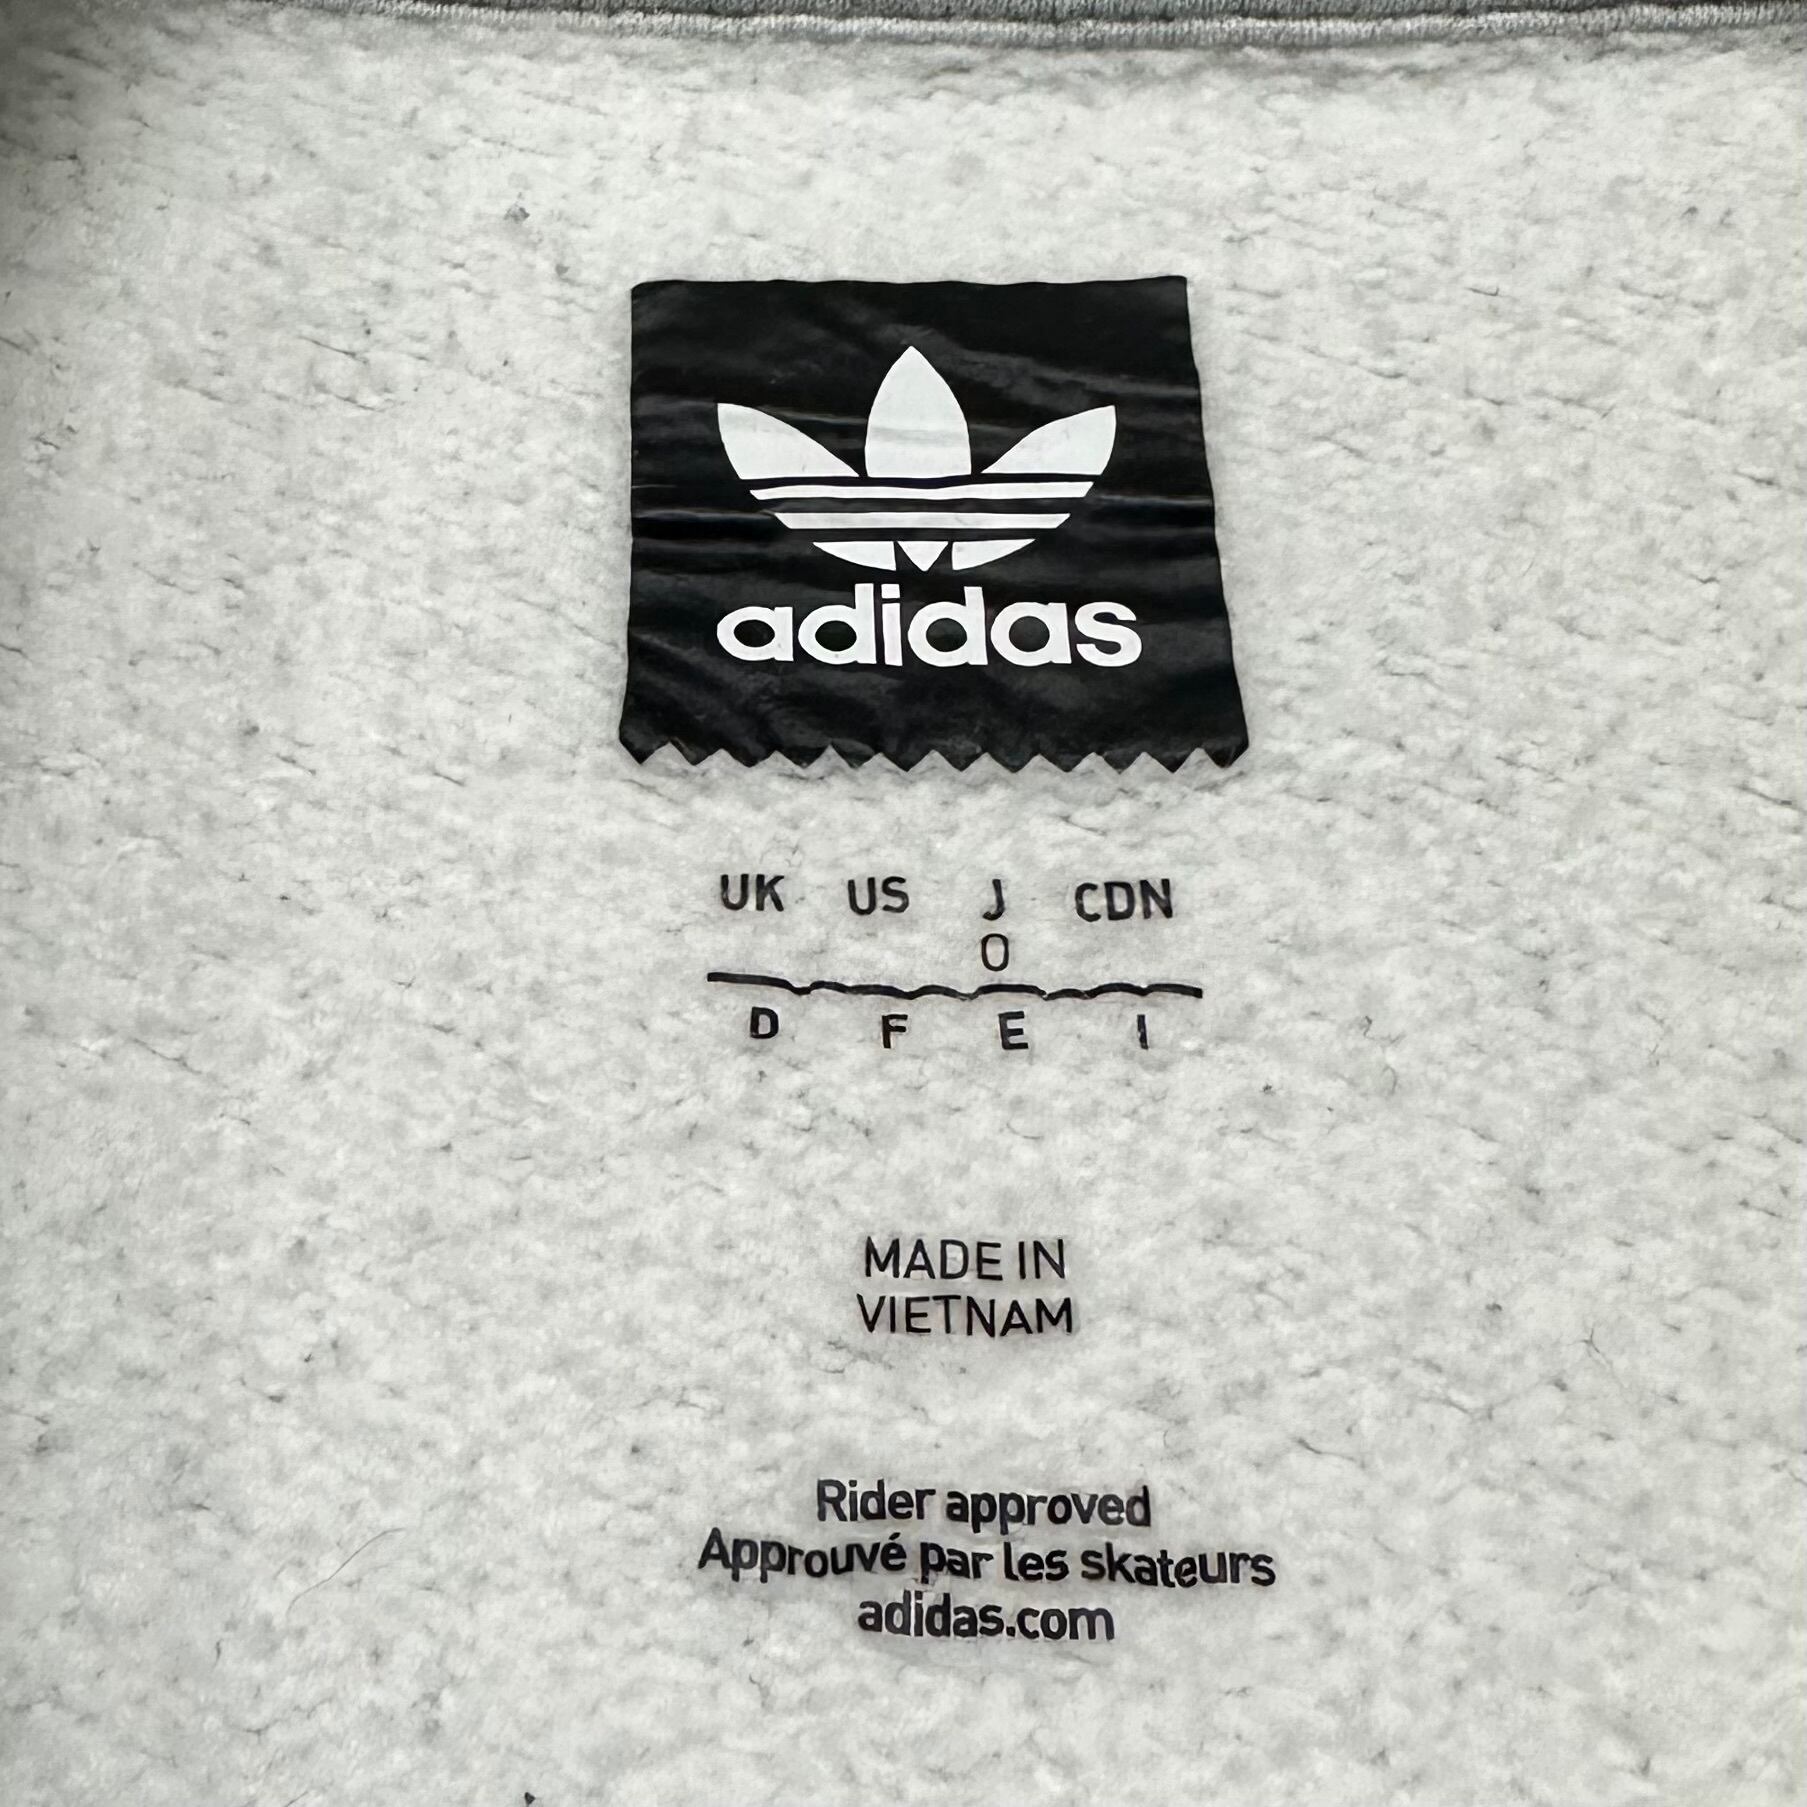 adidas
UK US J CDN
O
D F E I
MADE IN
VIETNAM
Rider approved
Approuvé par les skateurs
adidas.com